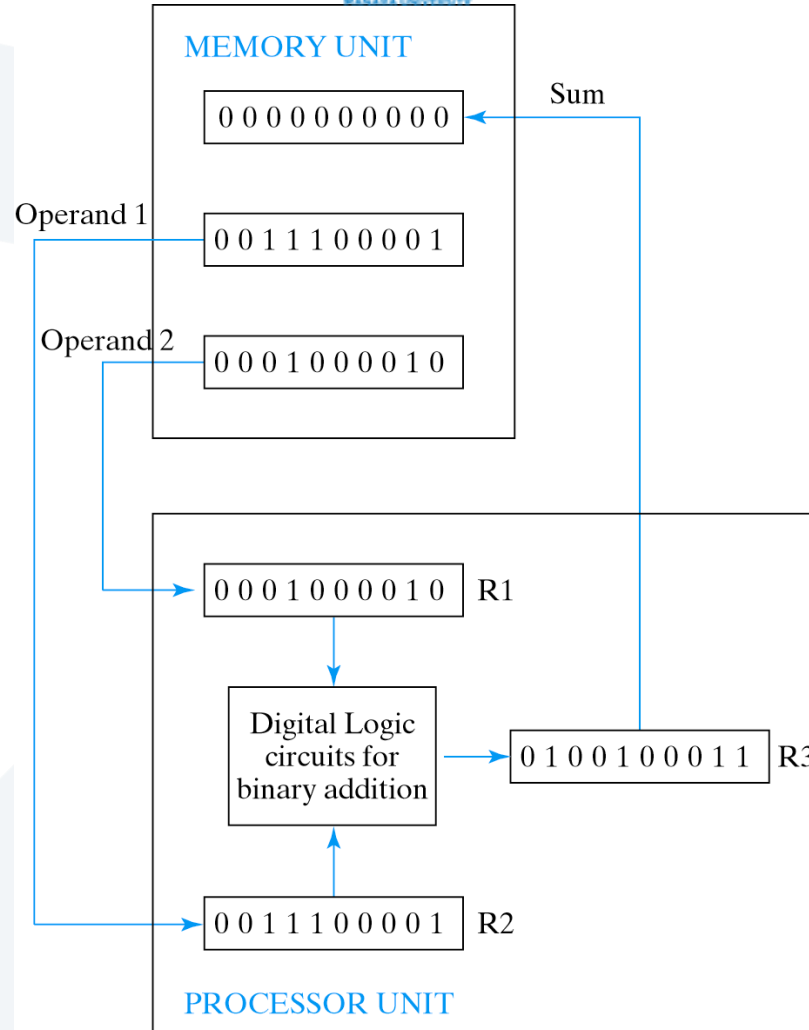 MEMORY UNIT
Sum
0 0 0 0 0 0 0 0 0 0
Operand 1
0 0 1 1 1 0 0 0 0 1
Operand 2
0 0 0 1 0 0 0 0 1 0
0 0 0 1 0 0 0 0 1 0 R1
Digital Logic
circuits for
binary addition
0 1 0 0 1 0 0 0 1 1 R3
0 0 1 1 1 0 0 0 0 1 R2
PROCESSOR UNIT